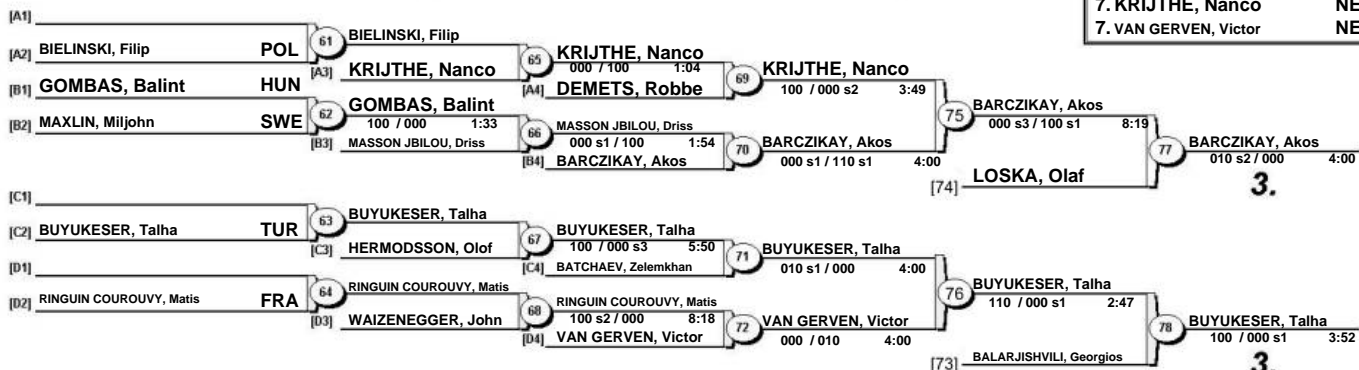 7. KRIJTHE, Nanco NE
7. VAN GERVEN, Victor NE
[A1]
[A2] BIELINSKI, Filip POL
61 BIELINSKI, Filip
[A3] KRIJTHE, Nanco
65 KRIJTHE, Nanco
000 / 100 1:04
[A4] DEMETS, Robbe
69 KRIJTHE, Nanco
100 / 000 s2 3:49
[B1] GOMBAS, Balint HUN
[B2] MAXLIN, Miljohn SWE
62 GOMBAS, Balint
100 / 000 1:33
[B3] MASSON JBILOU, Driss
66 MASSON JBILOU, Driss
000 s1 / 100 1:54
[B4] BARCZIKAY, Akos
70 BARCZIKAY, Akos
000 s1 / 110 s1 4:00
75 BARCZIKAY, Akos
000 s3 / 100 s1 8:19
[74] LOSKA, Olaf
77 BARCZIKAY, Akos
010 s2 / 000 4:00
3.
[C1]
[C2] BUYUKESER, Talha TUR
63 BUYUKESER, Talha
[C3] HERMODSSON, Olof
67 BUYUKESER, Talha
100 / 000 s3 5:50
[C4] BATCHAEV, Zelemkhan
71 BUYUKESER, Talha
010 s1 / 000 4:00
[D1]
[D2] RINGUIN COUROUVY, Matis FRA
64 RINGUIN COUROUVY, Matis
[D3] WAIZENEGGER, John
68 RINGUIN COUROUVY, Matis
100 s2 / 000 8:18
[D4] VAN GERVEN, Victor
72 VAN GERVEN, Victor
000 / 010 4:00
76 BUYUKESER, Talha
110 / 000 s1 2:47
[73] BALARJISHVILI, Georgios
78 BUYUKESER, Talha
100 / 000 s1 3:52
3.